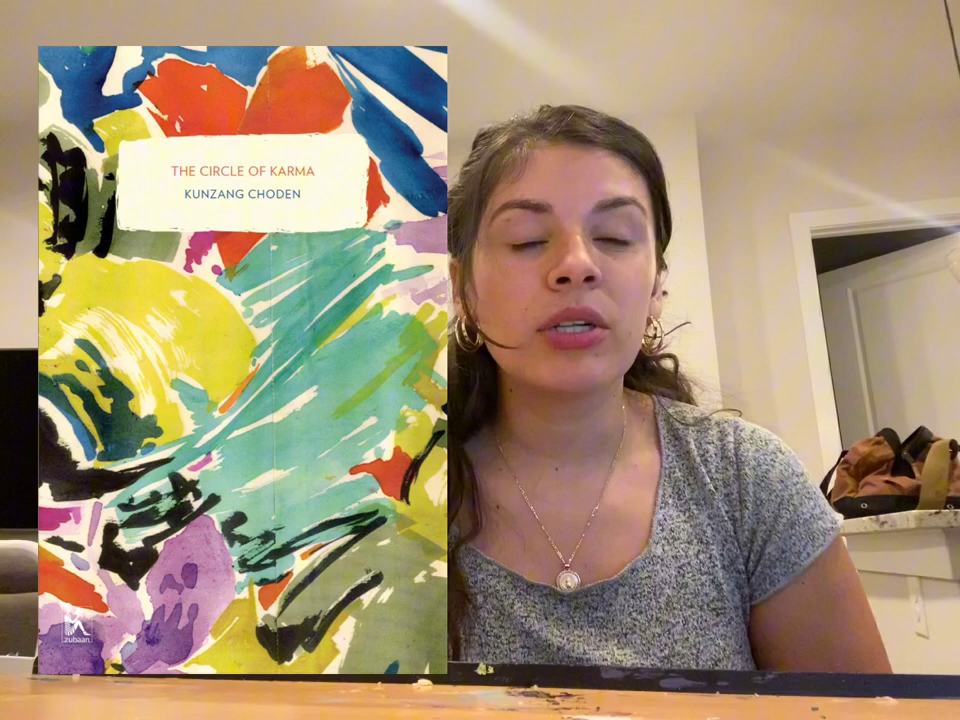 THE CIRCLE OF KARMA
KUNZANG CHODEN
zubaan